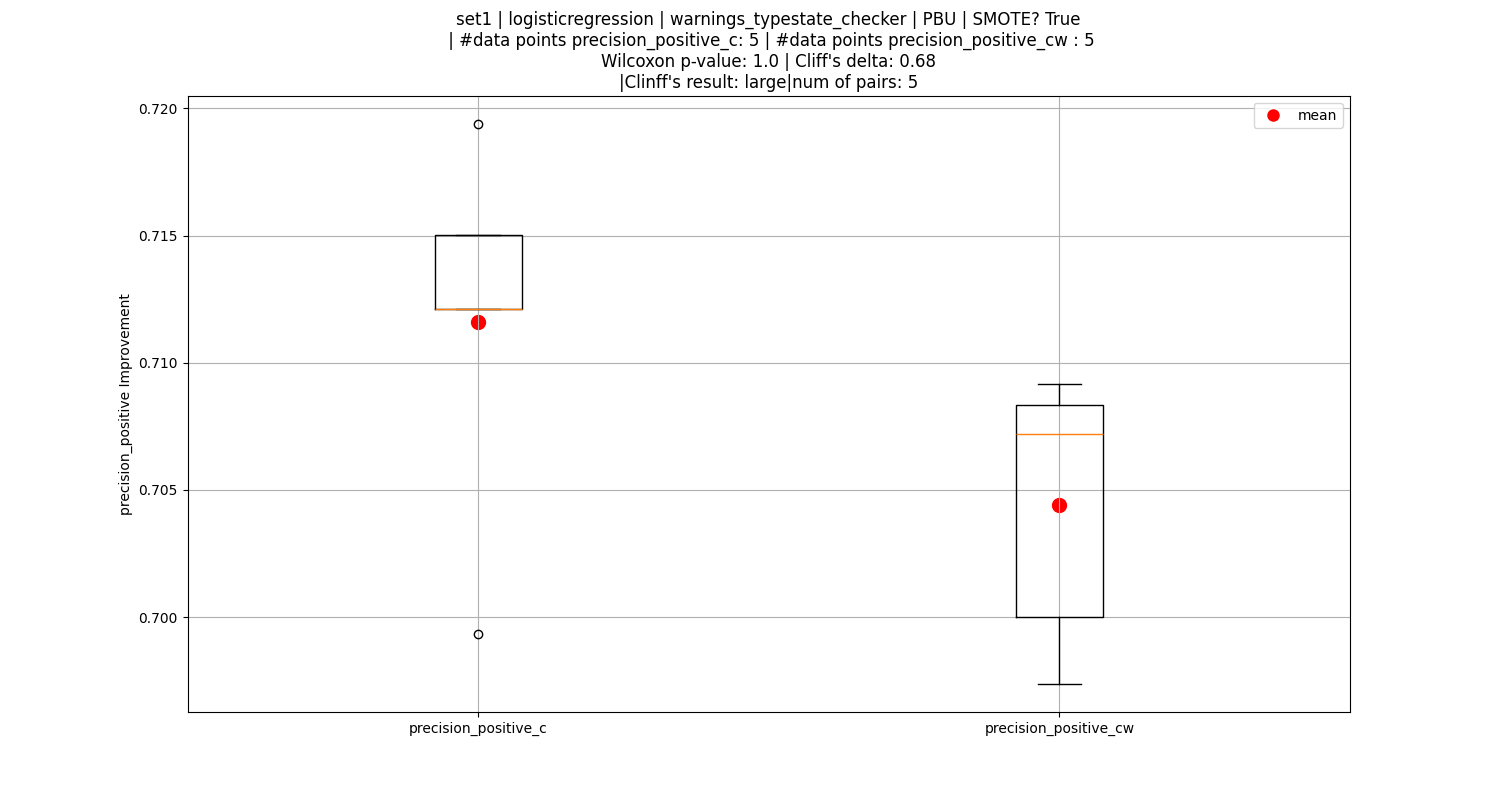 set1 | logisticregression | warnings_typestate_checker | PBU | SMOTE? True
| #data points precision_positive_c: 5 | #data points precision_positive_cw : 5
Wilcoxon p-value: 1.0 | Cliff's delta: 0.68
|Clinff's result: large|num of pairs: 5
mean
0.720
0.715
0.710
0.705
0.700
precision_positive Improvement
precision_positive_c
precision_positive_cw